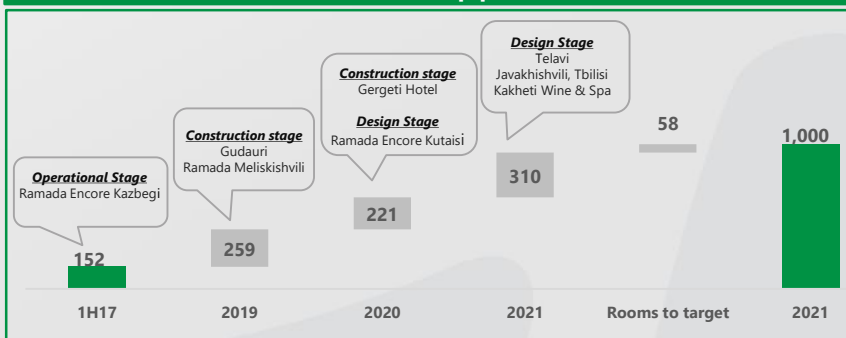 Design Stage
Telavi
Javakhishvili, Tbilisi
Kakheti Wine & Spa
Construction stage
Gergeti Hotel
Design Stage
Ramada Encore Kutaisi
Construction stage
Gudauri
Ramada Meliskishvili
Operational Stage
Ramada Encore Kazbegi
152
259
221
310
58
1,000
1H17
2019
2020
2021
Rooms to target
2021